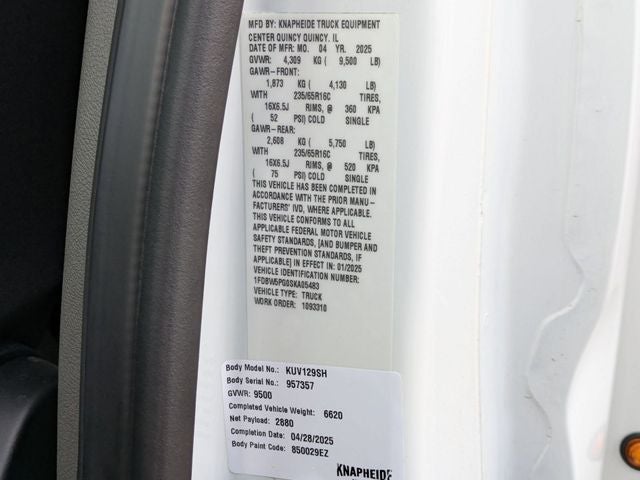 MFD BY: KNAPHEIDE TRUCK EQUIPMENT
CENTER QUINCY QUINCY, IL
DATE OF MFR: MO. 04 YR. 2025
GVWR: 4,309 KG ( 9,500 LB)
GAWR-FRONT:
1,873 KG ( 4,130 LB)
WITH 235/65R16C TIRES,
16X6.5J RIMS, @ 360 KPA
( 52 PSI) COLD SINGLE
GAWR-REAR:
2,608 KG ( 5,750 LB)
WITH 235/65R16C TIRES,
16X6.5J RIMS, @ 520 KPA
( 75 PSI) COLD SINGLE
THIS VEHICLE HAS BEEN COMPLETED IN
ACCORDANCE WITH THE PRIOR MANU-
FACTURERS' IVD, WHERE APPLICABLE.
THIS VEHICLE CONFORMS TO ALL
APPLICABLE FEDERAL MOTOR VEHICLE
SAFETY STANDARDS, [AND BUMPER AND
THEFT PREVENTION STANDARDS, IF
APPLICABLE] IN EFFECT IN: 01/2025
VEHICLE IDENTIFICATION NUMBER:
1FDBW5PG0SKA05483
VEHICLE TYPE: TRUCK
WORK ORDER: 1093310
Body Model No.: KUV129SH
Body Serial No.: 957357
GVWR: 9500
Completed Vehicle Weight: 6620
Net Payload: 2880
Completion Date: 04/28/2025
Body Paint Code: 850029EZ
KNAPHEIDE